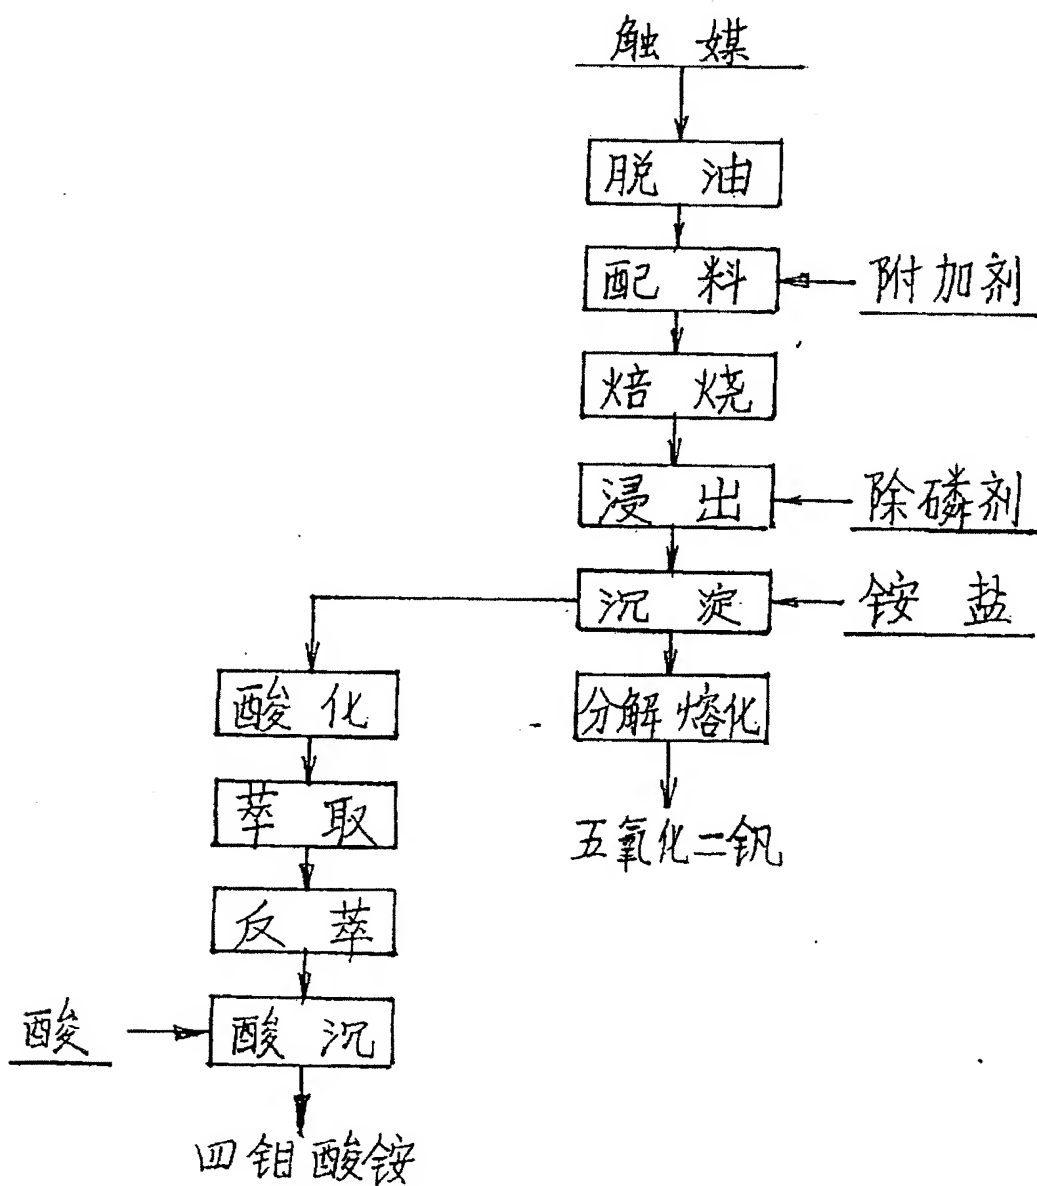 触媒
脱油
配料
附加剂
焙烧
浸出
除磷剂
沉淀
铵盐
酸化
分解熔化
萃取
五氧化二钒
反萃
酸
酸沉
四钼酸铵